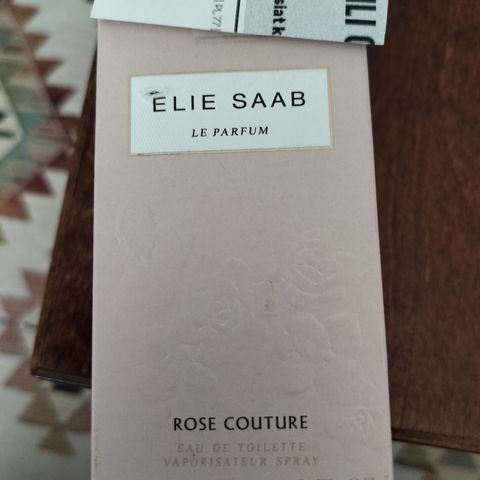 ELIE SAAB
LE PARFUM
ROSE COUTURE
EAU DE TOILETTE
VAPORISATEUR SPRAY